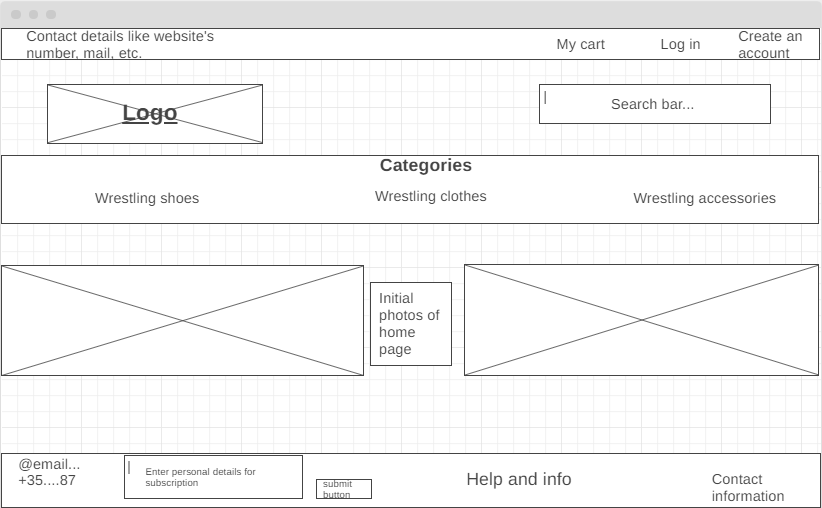 Contact details like website's
number, mail, etc.
My cart
Log in
Create an
account
Logo
Search bar...
Categories
Wrestling shoes
Wrestling clothes
Wrestling accessories
Initial
photos of
home
page
@email...
+35....87
Enter personal details for
subscription
submit
button
Help and info
Contact
information